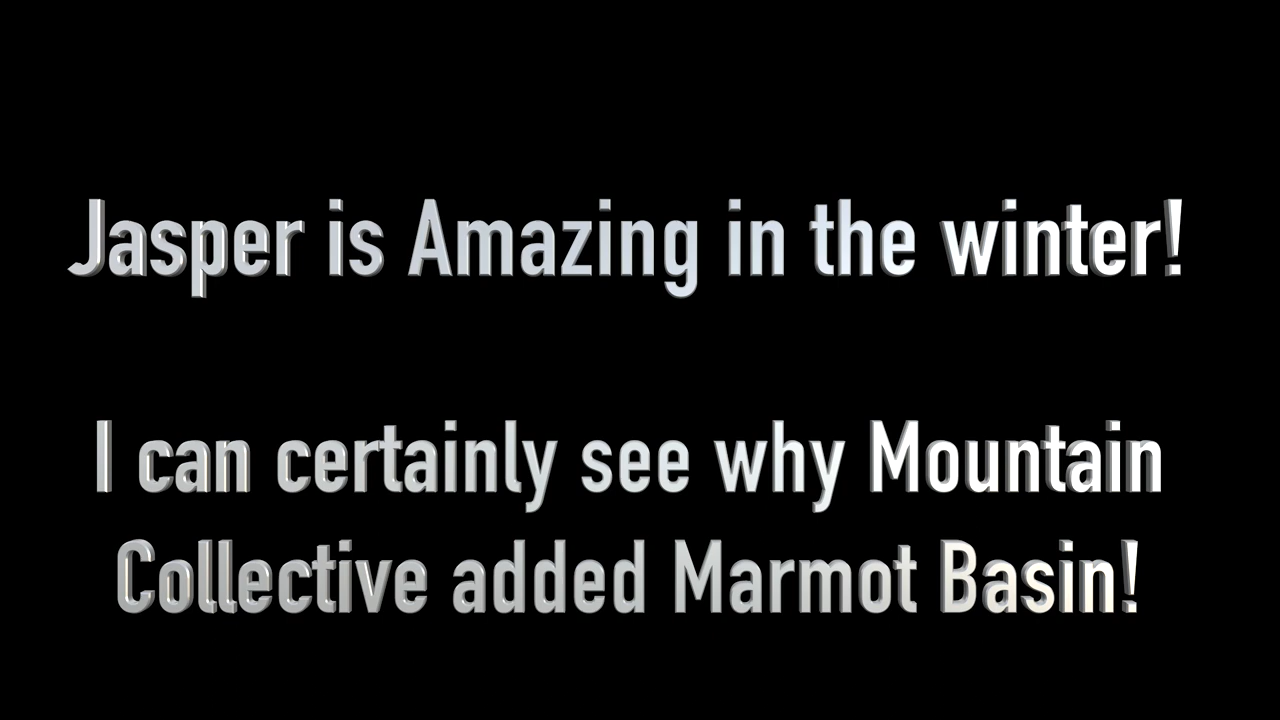 Jasper is Amazing in the winter!
I can certainly see why Mountain
Collective added Marmot Basin!